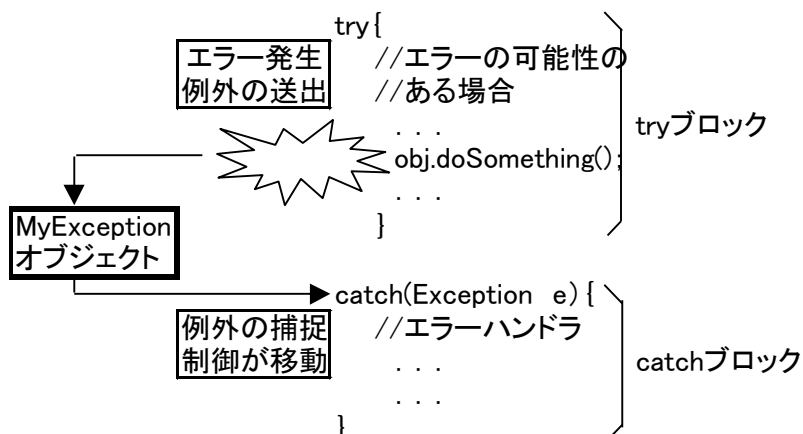 try{
エラー発生
例外の送出
//エラーの可能性の
//ある場合
. . .
obj.doSomething();
. . .
}
tryブロック
MyException
オブジェクト
catch(Exception e){
例外の捕捉
制御が移動
//エラーハンドラ
. . .
. . .
}
catchブロック